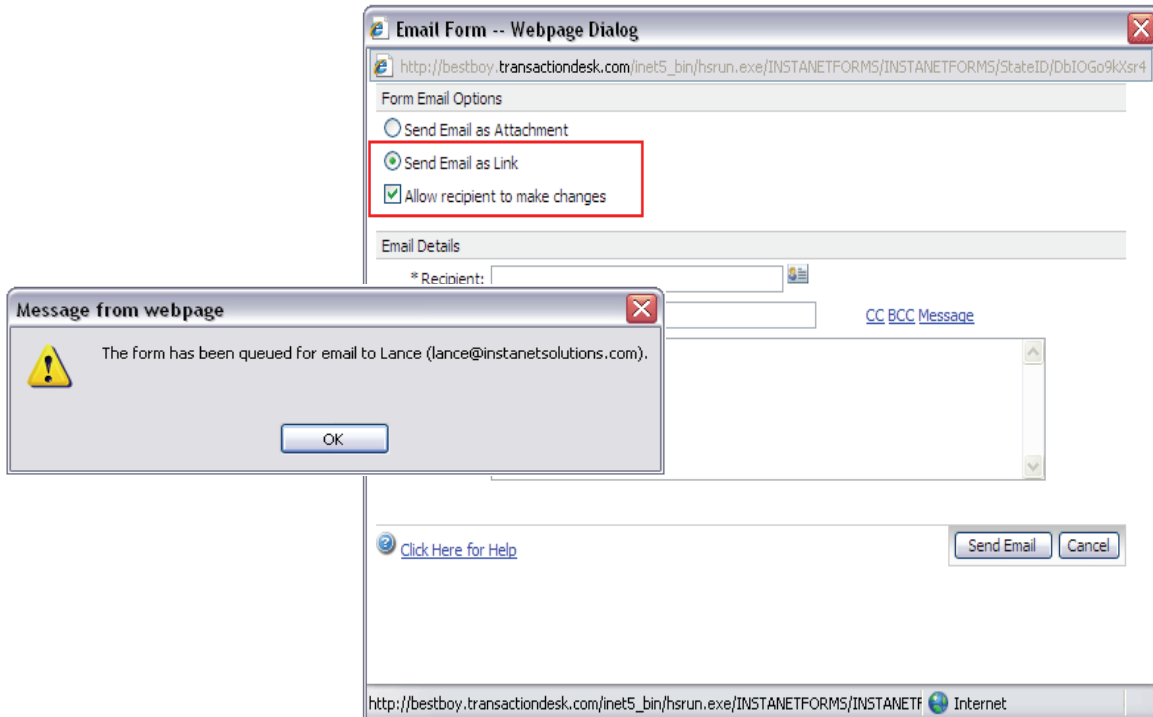 Email Form -- Webpage Dialog
http://bestboy.transactiondesk.com/inet5_bin/hsrun.exe/INSTANETFORMS/INSTANETFORMS/StateID/DbIOGo9kXsr4
Form Email Options
Send Email as Attachment
Send Email as Link
Allow recipient to make changes
Email Details
* Recipient:
Message from webpage
CC BCC Message
The form has been queued for email to Lance (lance@instanetsolutions.com).
OK
Click Here for Help
Send Email Cancel
http://bestboy.transactiondesk.com/inet5_bin/hsrun.exe/INSTANETFORMS/INSTANETF Internet